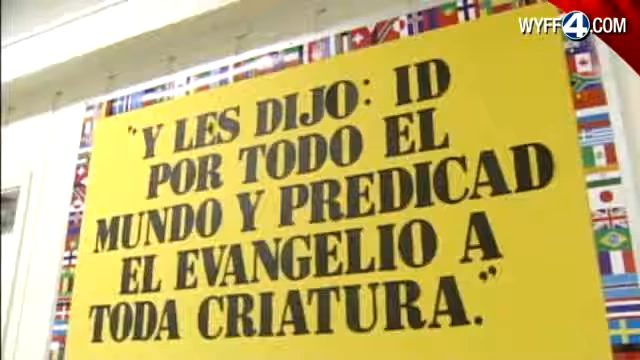 WYFF4.COM
"Y LES DIJO: ID
POR TODO EL
MUNDO Y PREDICAD
EL EVANGELIO A
TODA CRIATURA."